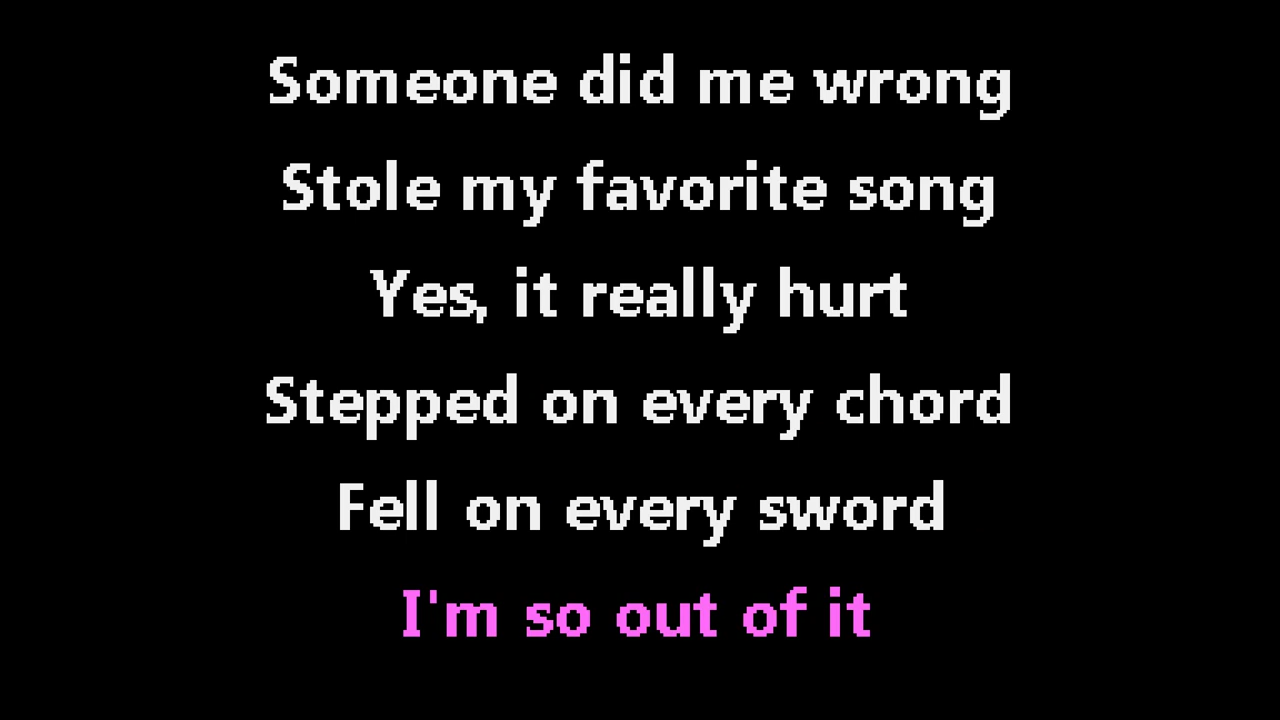 Someone did me wrong
Stole my favorite song
Yes, it really hurt
Stepped on every chord
Fell on every sword
I'm so out of it